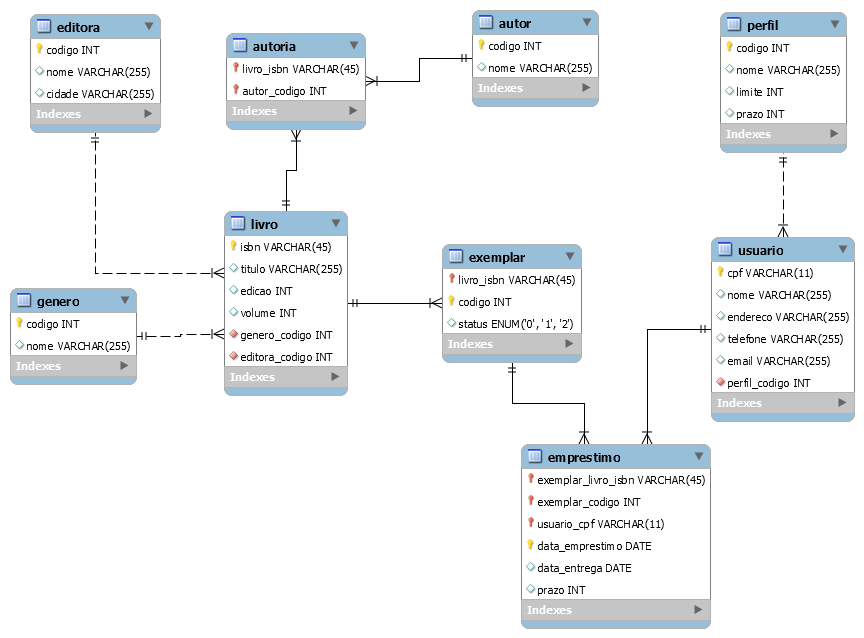 editora
codigo INT
nome VARCHAR(255)
cidade VARCHAR(255)
Indexes
autoria
livro_isbn VARCHAR(45)
autor_codigo INT
Indexes
autor
codigo INT
nome VARCHAR(255)
Indexes
perfil
codigo INT
nome VARCHAR(255)
limite INT
prazo INT
Indexes
genero
codigo INT
nome VARCHAR(255)
Indexes
livro
isbn VARCHAR(45)
titulo VARCHAR(255)
edicao INT
volume INT
genero_codigo INT
editora_codigo INT
Indexes
exemplar
livro_isbn VARCHAR(45)
codigo INT
status ENUM('0', '1', '2')
Indexes
usuario
cpf VARCHAR(11)
nome VARCHAR(255)
endereco VARCHAR(255)
telefone VARCHAR(255)
email VARCHAR(255)
perfil_codigo INT
Indexes
emprestimo
exemplar_livro_isbn VARCHAR(45)
exemplar_codigo INT
usuario_cpf VARCHAR(11)
data_emprestimo DATE
data_entrega DATE
prazo INT
Indexes